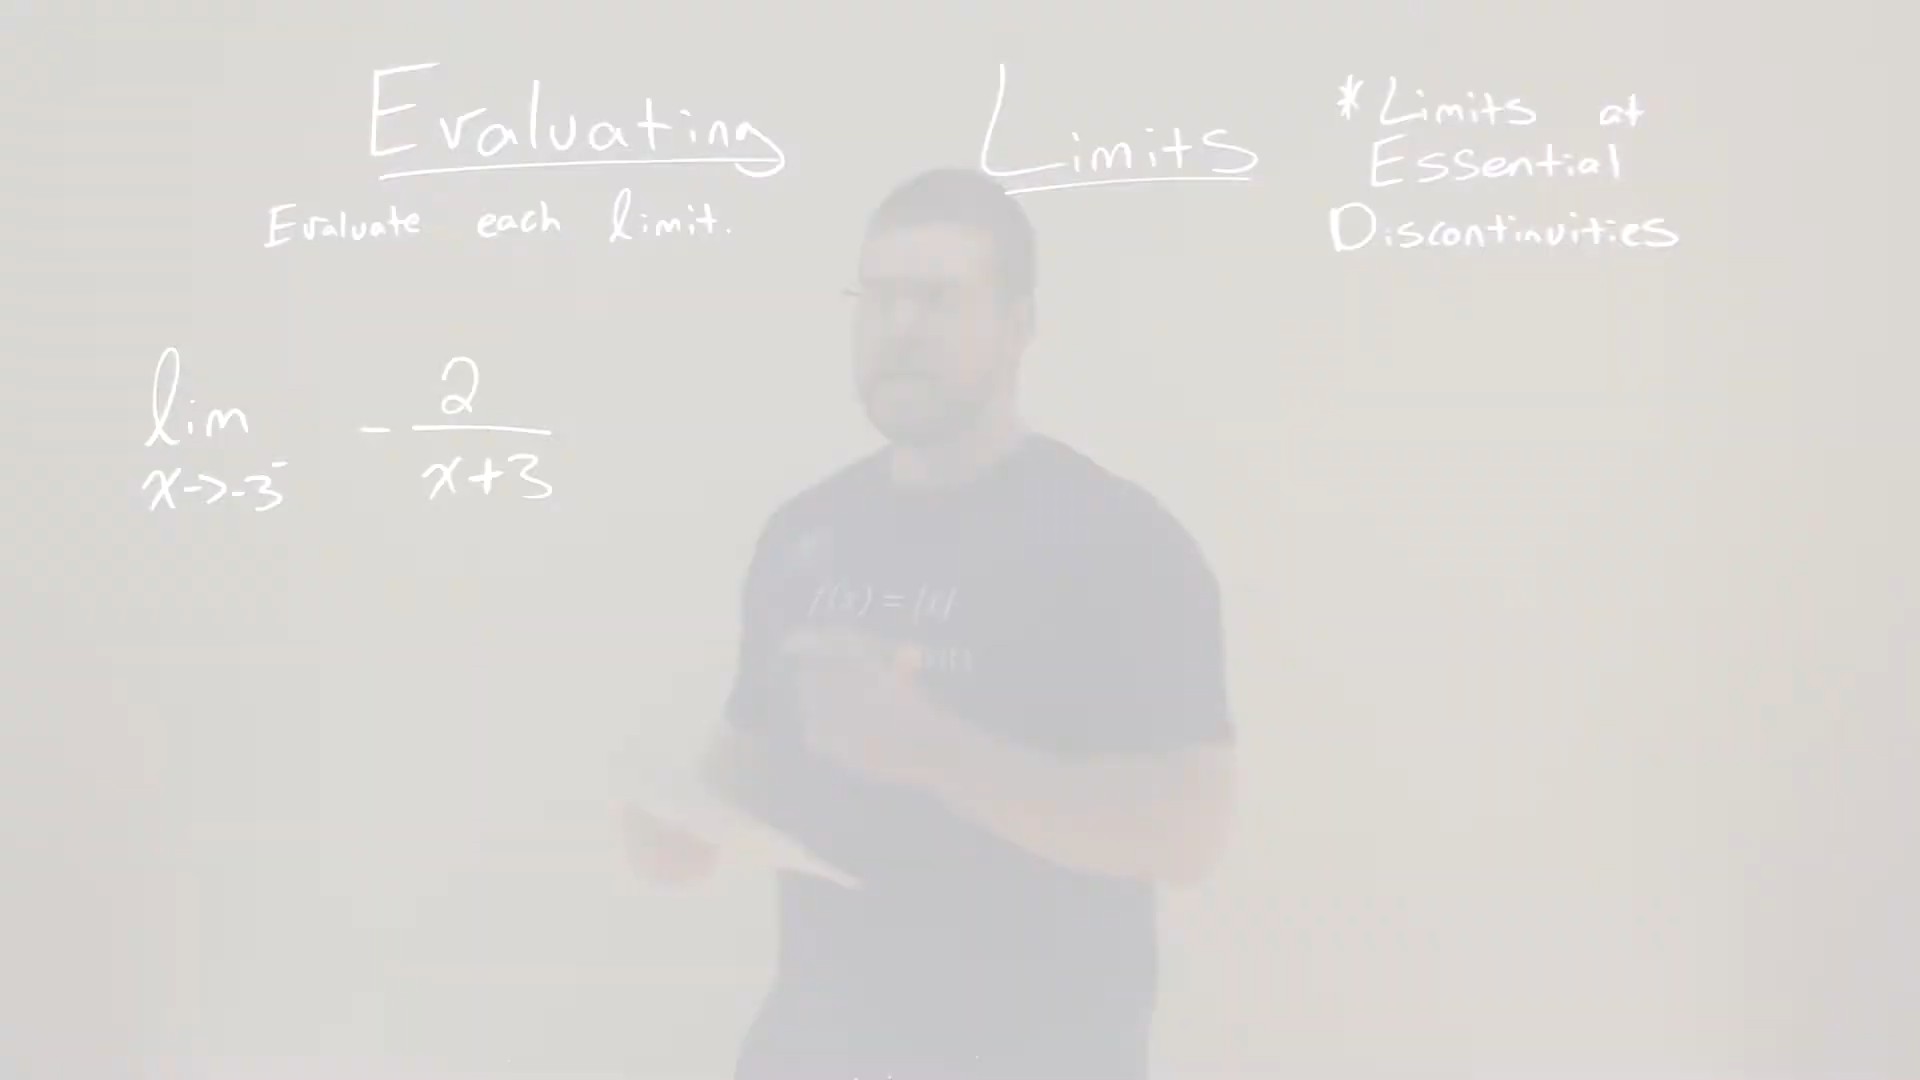 Evaluating Limits
*Limits at
Essential
Discontinuities
Evaluate each limit.
lim x->-3⁻ - 2/(x+3)
f(x) =